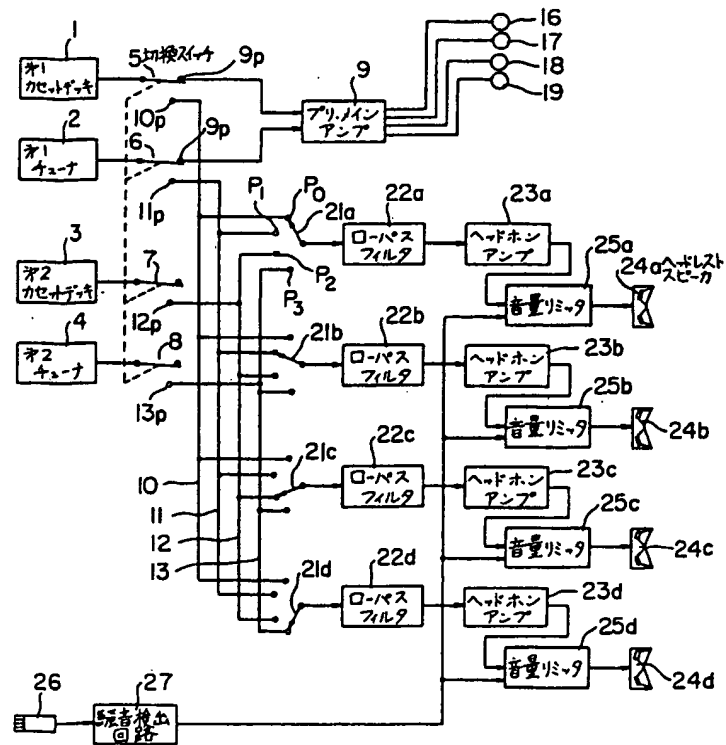 1
才1
カセットデッキ
5切換スイッチ
9p
10p
2
才1
チューナ
6
9p
11p
3
才2
カセットデッキ
7
12p
4
才2
チューナ
8
13p
9
プリ・メイン
アンプ
16
17
18
19
P1
P0
21a
P2
P3
22a
ローパス
フィルタ
23a
ヘッドホン
アンプ
25a
音量リミッタ
24aヘッドレスト
スピーカ
21b
22b
ローパス
フィルタ
23b
ヘッドホン
アンプ
25b
音量リミッタ
24b
10
11
12
13
21c
22c
ローパス
フィルタ
23c
ヘッドホン
アンプ
25c
音量リミッタ
24c
21d
22d
ローパス
フィルタ
23d
ヘッドホン
アンプ
25d
音量リミッタ
24d
26
27
騒音検出
回路